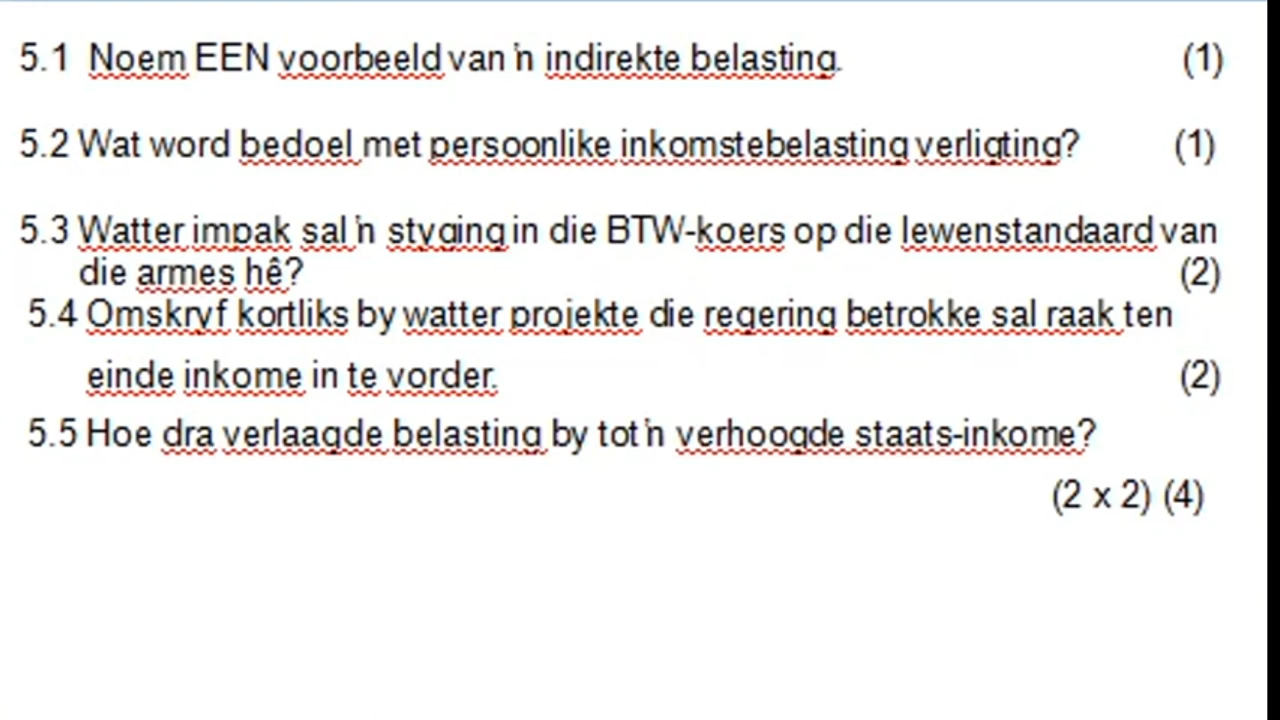 5.1 Noem EEN voorbeeld van 'n indirekte belasting. (1)
5.2 Wat word bedoel met persoonlike inkomstebelasting verligting? (1)
5.3 Watter impak sal 'n styging in die BTW-koers op die lewenstandaard van
die armes hê? (2)
5.4 Omskryf kortliks by watter projekte die regering betrokke sal raak ten
einde inkome in te vorder. (2)
5.5 Hoe dra verlaagde belasting by tot 'n verhoogde staats-inkome?
(2 x 2) (4)